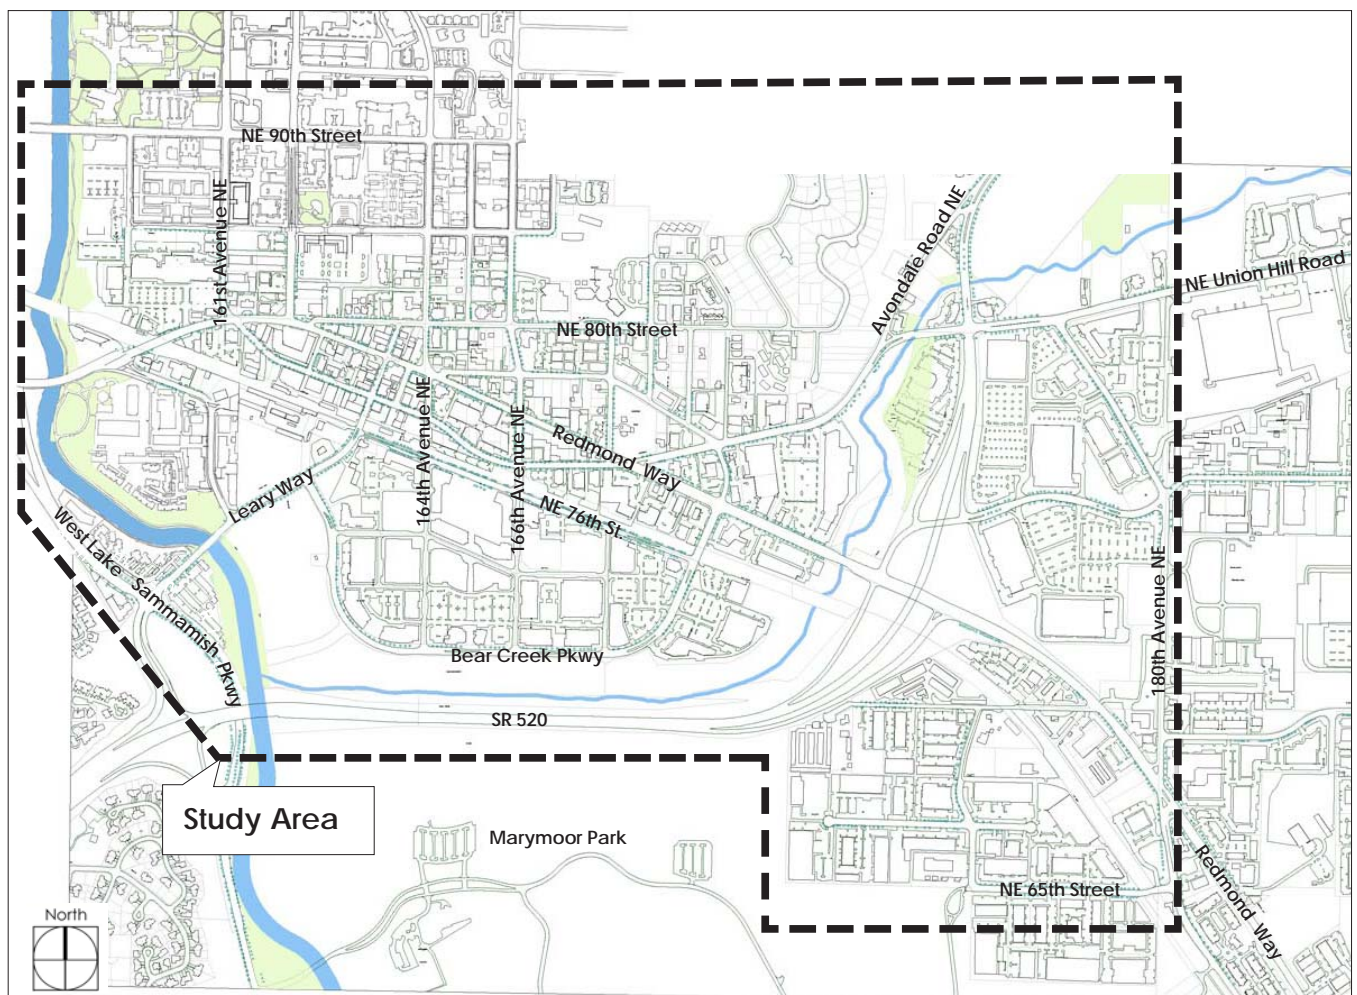 NE 90th Street
161st Avenue NE
Avondale Road NE
NE Union Hill Road
NE 80th Street
164th Avenue NE
166th Avenue NE
Redmond Way
Leary Way
NE 76th St.
West Lake Sammamish Pkwy
180th Avenue NE
Bear Creek Pkwy
SR 520
Study Area
Marymoor Park
NE 65th Street
Redmond Way
North